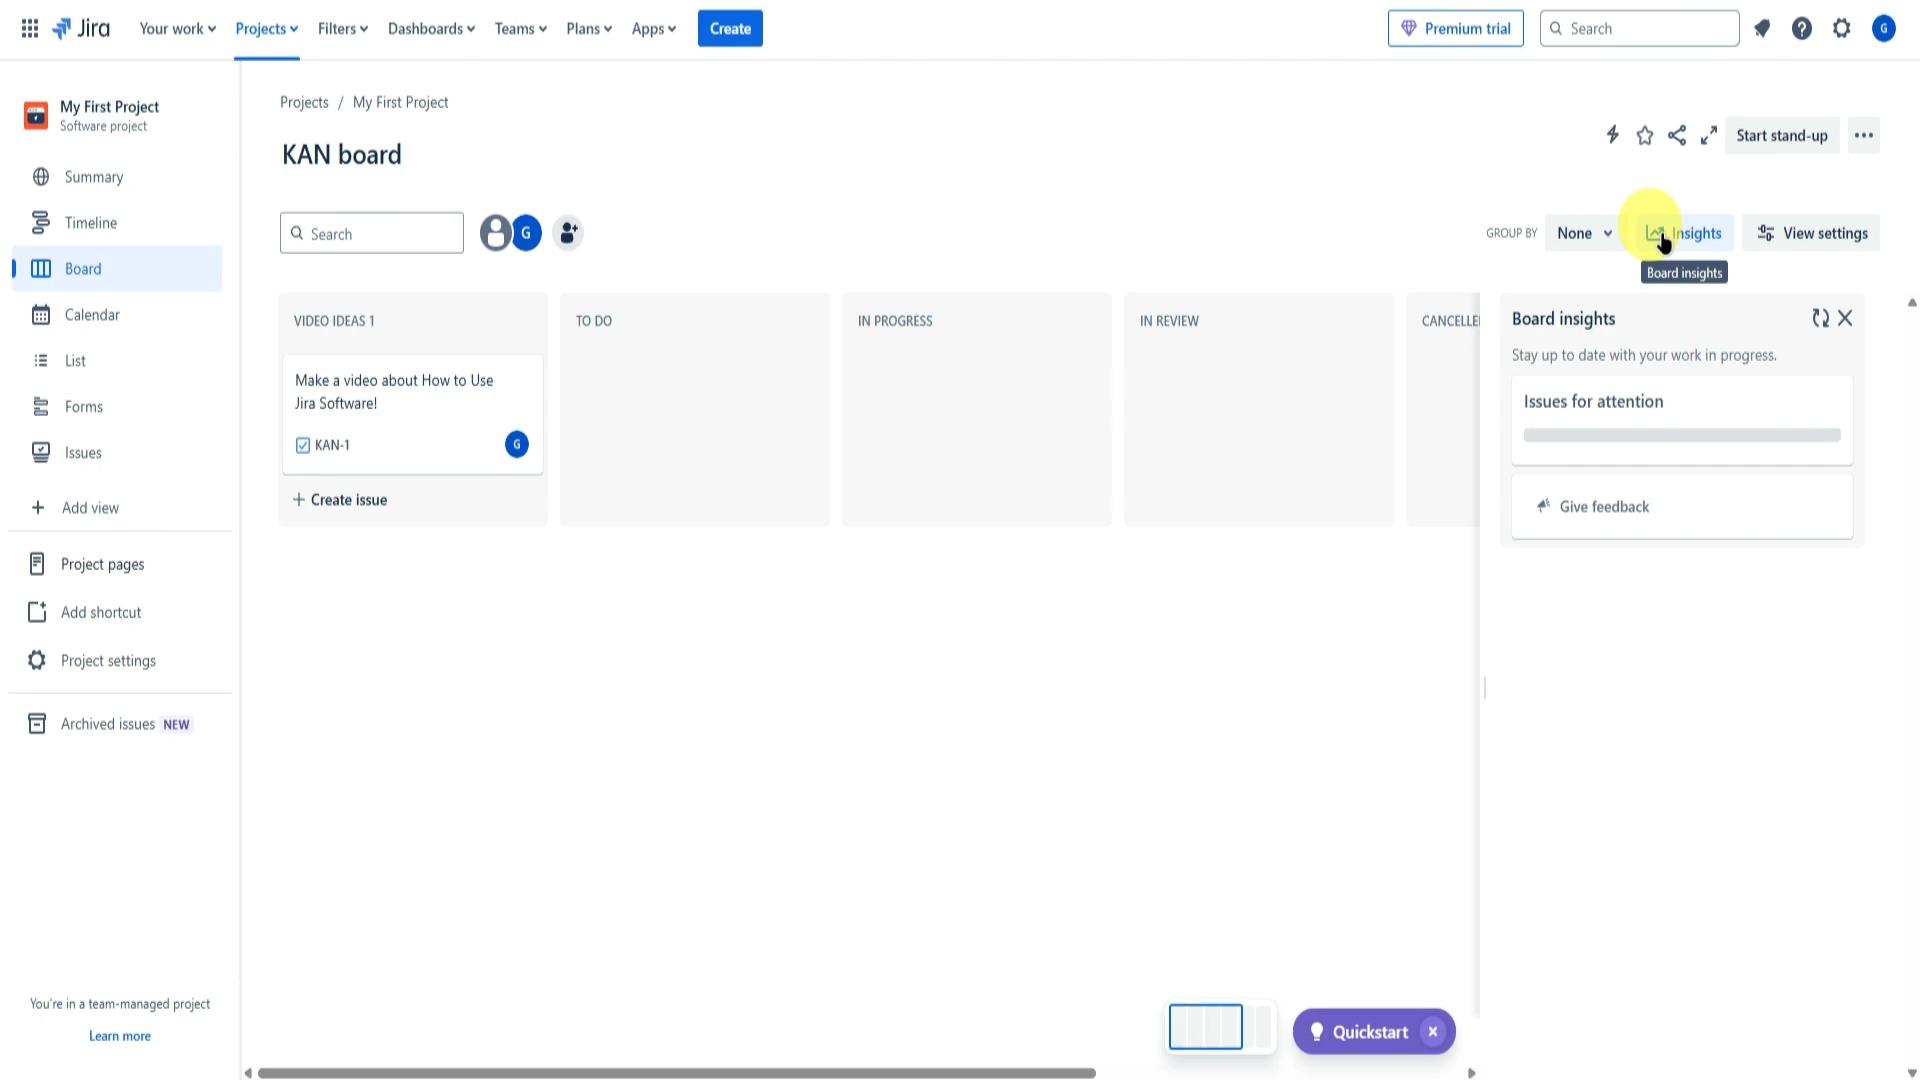 Jira
Your work
Projects
Filters
Dashboards
Teams
Plans
Apps
Create
Premium trial
Search
G
My First Project
Software project
Summary
Timeline
Board
Calendar
List
Forms
Issues
Add view
Project pages
Add shortcut
Project settings
Archived issues NEW
You're in a team-managed project
Learn more
Projects / My First Project
KAN board
Start stand-up
Search
G
GROUP BY
None
Insights
View settings
Board insights
VIDEO IDEAS 1
Make a video about How to Use
Jira Software!
KAN-1
G
+ Create issue
TO DO
IN PROGRESS
IN REVIEW
CANCELLE
Board insights
Stay up to date with your work in progress.
Issues for attention
Give feedback
Quickstart